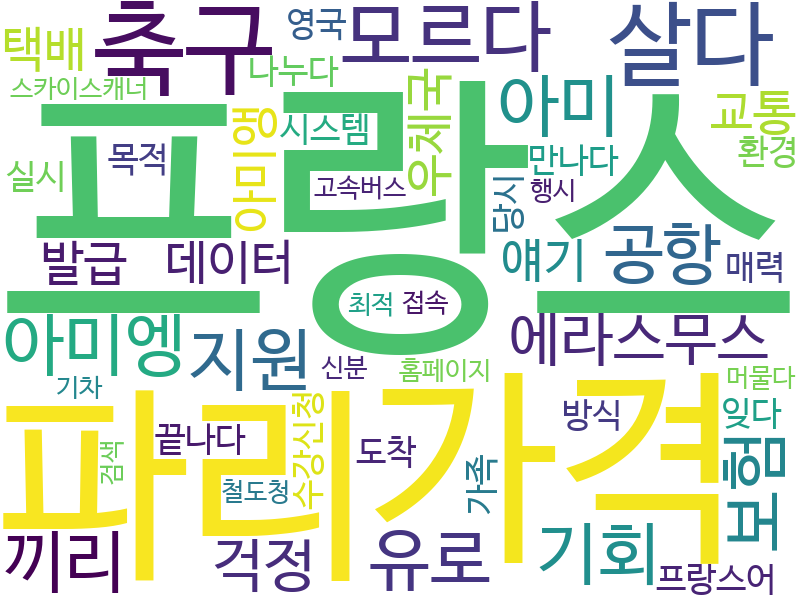 택배
축구
영국
모르다
살다
스카이스캐너
나누다
프랑스
아미
교통
우체국
아미앵
시스템
실시
목적
고속버스
만나다
환경
당시
행시
발급
데이터
얘기
공항
매력
최적
접속
아미엥
지원
에라스무스
기차
신분
홈페이지
머물다
파리
가격
끝나다
수강신청
도착
방식
잊다
검색
철도청
가족
보험
끼리
걱정
유로
기회
프랑스어